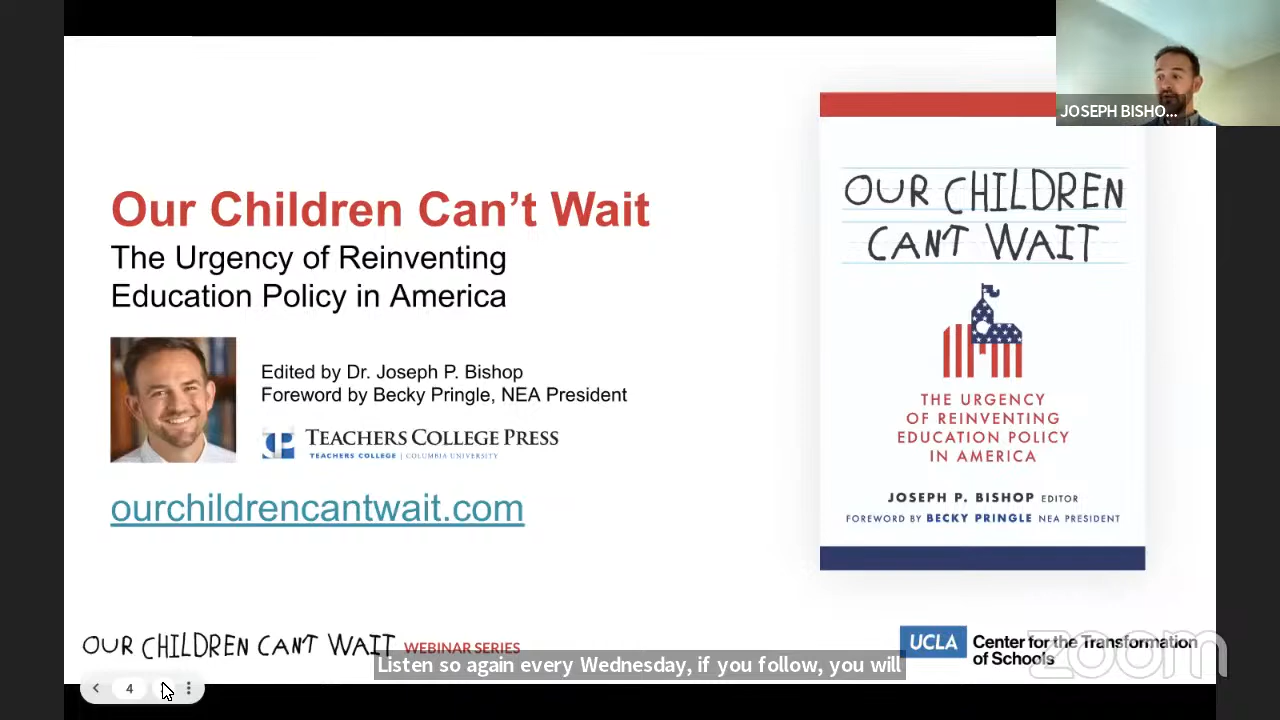 JOSEPH BISHO...
Our Children Can't Wait
The Urgency of Reinventing
Education Policy in America
Edited by Dr. Joseph P. Bishop
Foreword by Becky Pringle, NEA President
TEACHERS COLLEGE PRESS
TEACHERS COLLEGE | COLUMBIA UNIVERSITY
ourchildrencantwait.com
OUR CHILDREN
CAN'T WAIT
THE URGENCY
OF REINVENTING
EDUCATION POLICY
IN AMERICA
JOSEPH P. BISHOP EDITOR
FOREWORD BY BECKY PRINGLE NEA PRESIDENT
OUR CHILDREN CAN'T WAIT WEBINAR SERIES
UCLA Center for the Transformation
of Schools
zoom
Listen so again every Wednesday, if you follow, you will
4